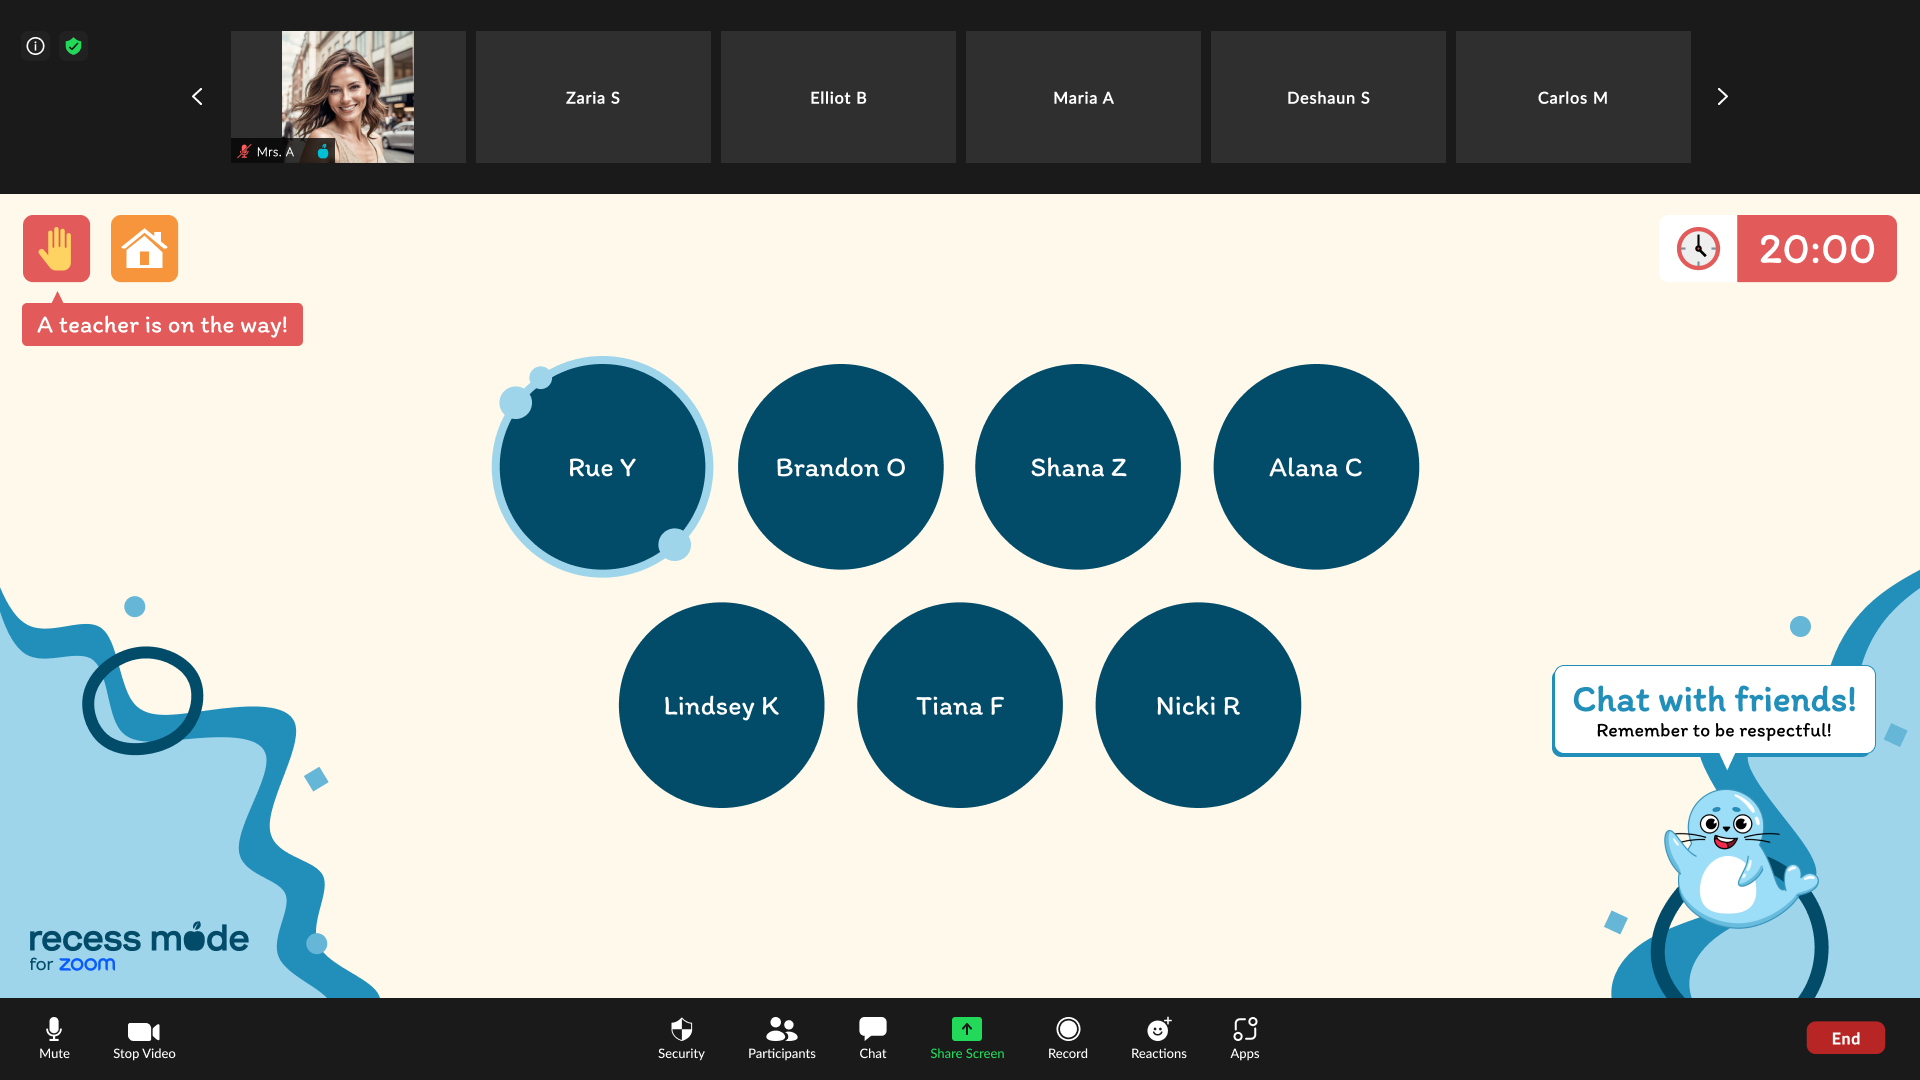 Mrs. A
Zaria S
Elliot B
Maria A
Deshaun S
Carlos M
20:00
A teacher is on the way!
Rue Y
Brandon O
Shana Z
Alana C
Lindsey K
Tiana F
Nicki R
Chat with friends!
Remember to be respectful!
recess mode
for zoom
Mute
Stop Video
Security
Participants
Chat
Share Screen
Record
Reactions
Apps
End